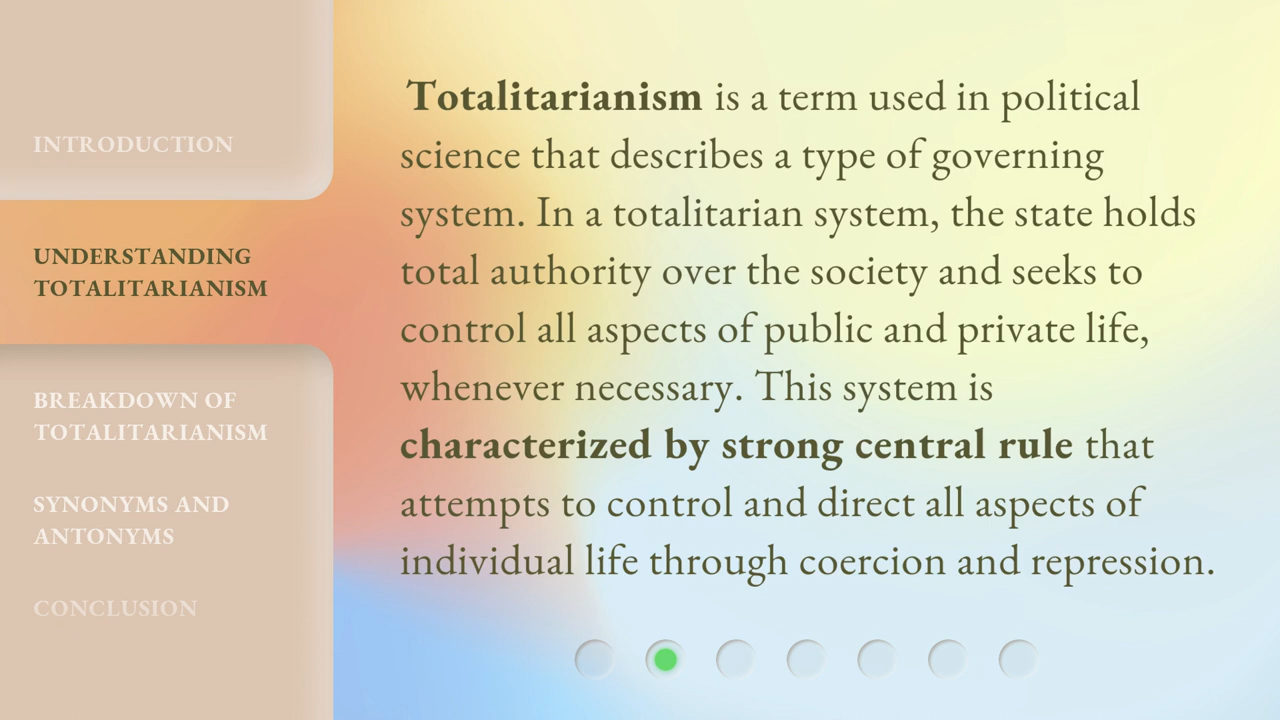 INTRODUCTION
UNDERSTANDING
TOTALITARIANISM
BREAKDOWN OF
TOTALITARIANISM
SYNONYMS AND
ANTONYMS
CONCLUSION
Totalitarianism is a term used in political
science that describes a type of governing
system. In a totalitarian system, the state holds
total authority over the society and seeks to
control all aspects of public and private life,
whenever necessary. This system is
characterized by strong central rule that
attempts to control and direct all aspects of
individual life through coercion and repression.